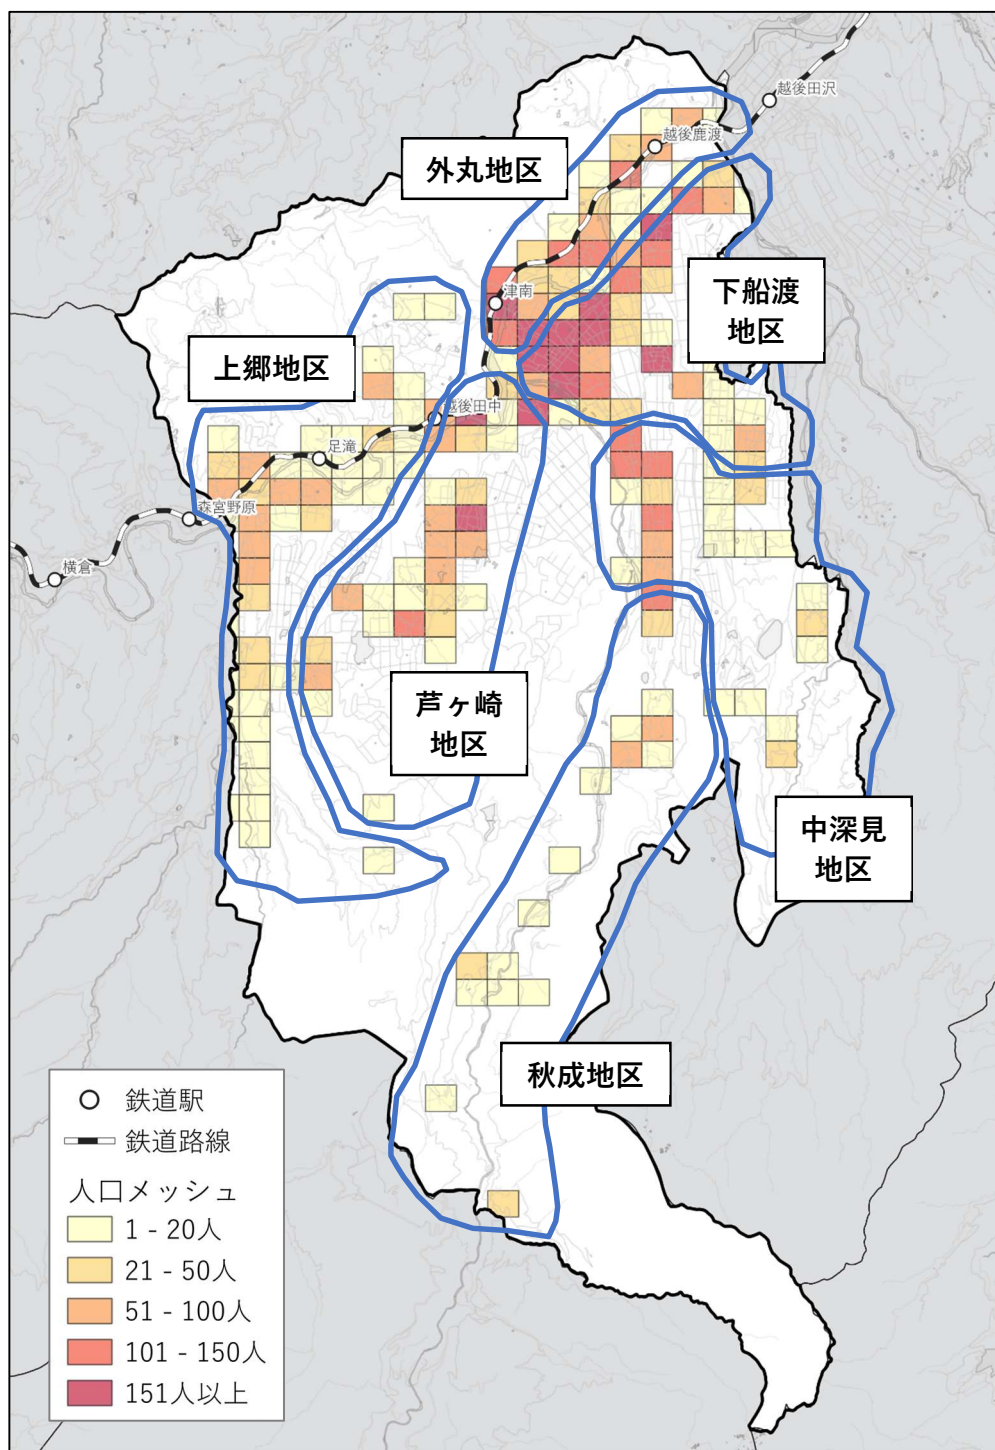 越後田沢
越後鹿渡
外丸地区
下船渡
地区
津南
上郷地区
越後田中
足滝
森宮野原
横倉
芦ヶ崎
地区
中深見
地区
秋成地区
鉄道駅
鉄道路線
人口メッシュ
1 - 20人
21 - 50人
51 - 100人
101 - 150人
151人以上